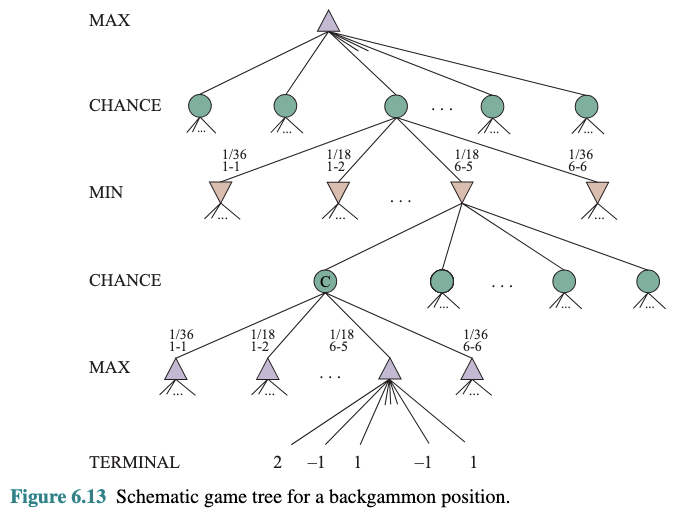 MAX
CHANCE
...
... ... ... ... ...
1/36 1/18 1/18 1/36
1-1 1-2 6-5 6-6
MIN
...
... ... ...
CHANCE
C
...
... ... ...
1/36 1/18 1/18 1/36
1-1 1-2 6-5 6-6
MAX
...
... ... ...
TERMINAL 2 −1 1 −1 1
Figure 6.13 Schematic game tree for a backgammon position.